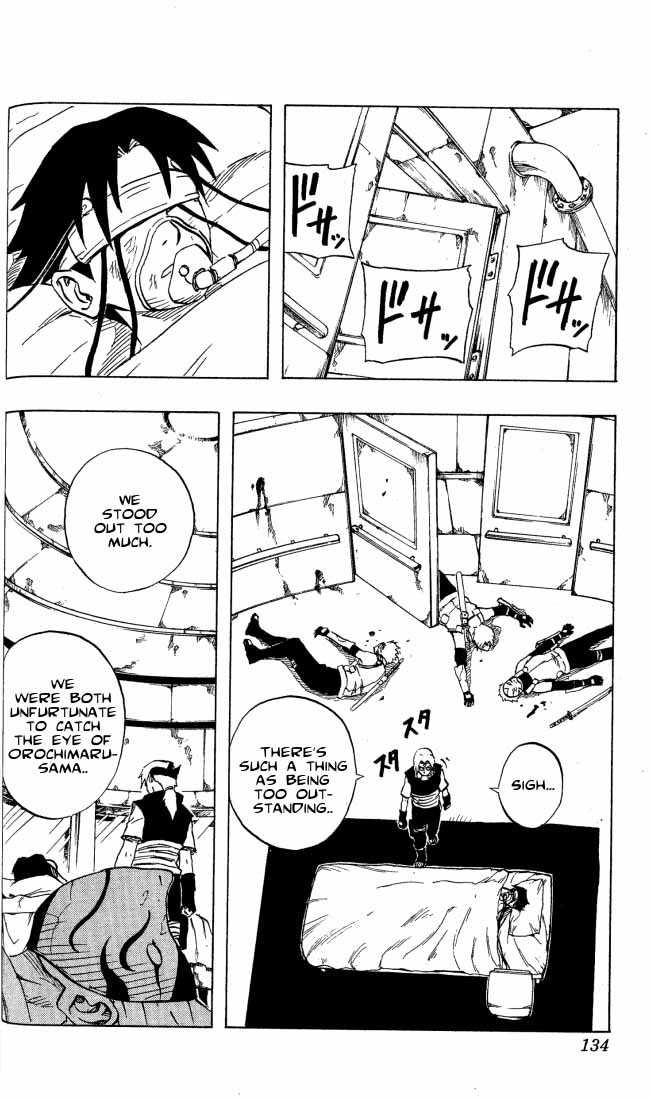 ドサッ
ドサッ
ドサッ
SIGH...
THERE'S
SUCH A THING
AS BEING
TOO OUT-
STANDING..
スタ
スタ
WE
STOOD
OUT TOO
MUCH.
WE
WERE BOTH
UNFURTUNATE
TO CATCH
THE EYE OF
OROCHIMARU-
SAMA..
134